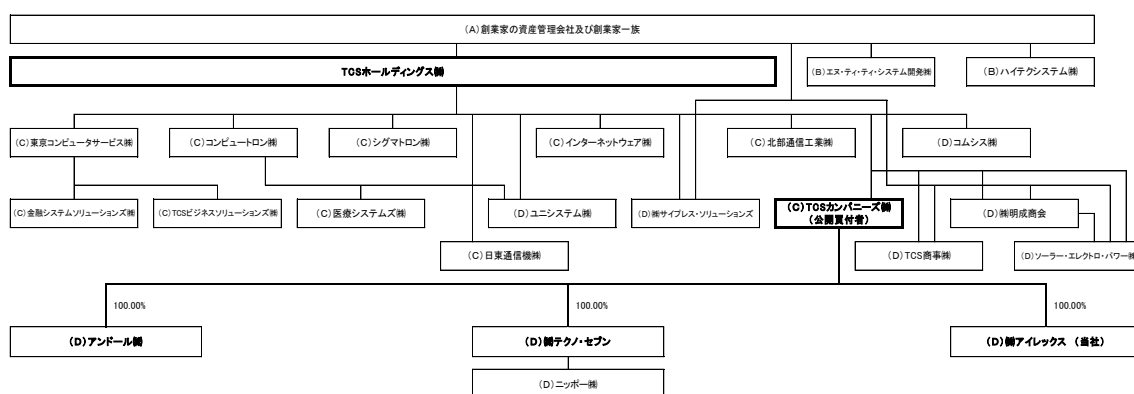 (A)創業家の資産管理会社及び創業家一族
TCSホールディングス㈱
(B)エヌ・ティ・ティ・システム開発㈱
(B)ハイテクシステム㈱
(C)東京コンピュータサービス㈱
(C)コンピュートロン㈱
(C)シグマトロン㈱
(C)インターネットウェア㈱
(C)北部通信工業㈱
(D)コムシス㈱
(C)金融システムソリューションズ㈱
(C)TCSビジネスソリューションズ㈱
(C)医療システムズ㈱
(D)ユニシステム㈱
(D)㈱サイプレス・ソリューションズ
(C)TCSカンパニーズ㈱
(公開買付者)
(D)㈱明成商会
(C)日東通信機㈱
(D)TCS商事㈱
(D)ソーラー・エレクトロ・パワー㈱
100.00%
100.00%
100.00%
(D)アンドール㈱
(D)㈱テクノ・セブン
(D)㈱アイレックス (当社)
(D)ニッポー㈱